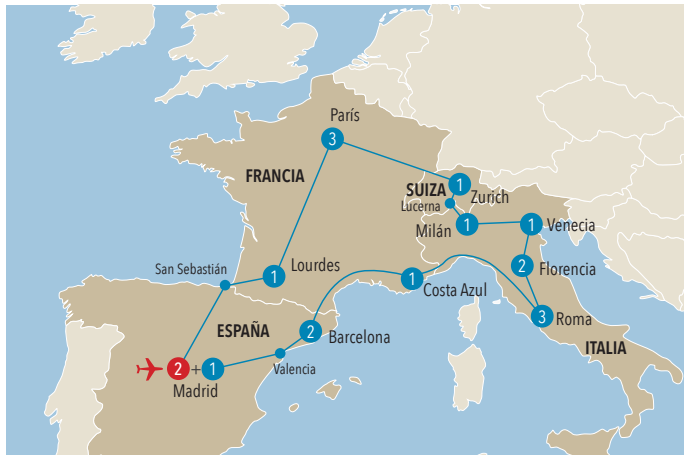 París
3
FRANCIA
SUIZA
1
Zurich
Lucerna
Milán
1
1
Venecia
San Sebastián
1
Lourdes
2
Florencia
1
Costa Azul
3
Roma
ESPAÑA
2
Barcelona
ITALIA
Valencia
2+1
Madrid